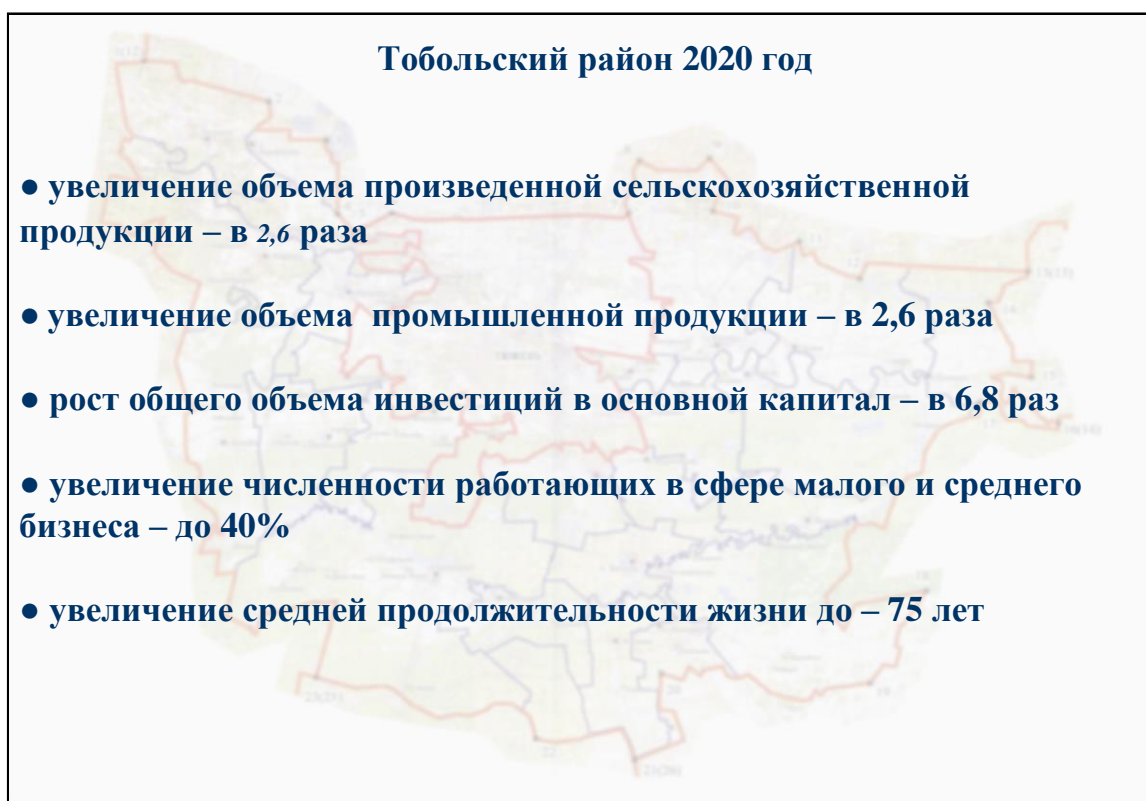 Тобольский район 2020 год
● увеличение объема произведенной сельскохозяйственной
продукции – в 2,6 раза
● увеличение объема промышленной продукции – в 2,6 раза
● рост общего объема инвестиций в основной капитал – в 6,8 раз
● увеличение численности работающих в сфере малого и среднего
бизнеса – до 40%
● увеличение средней продолжительности жизни до – 75 лет